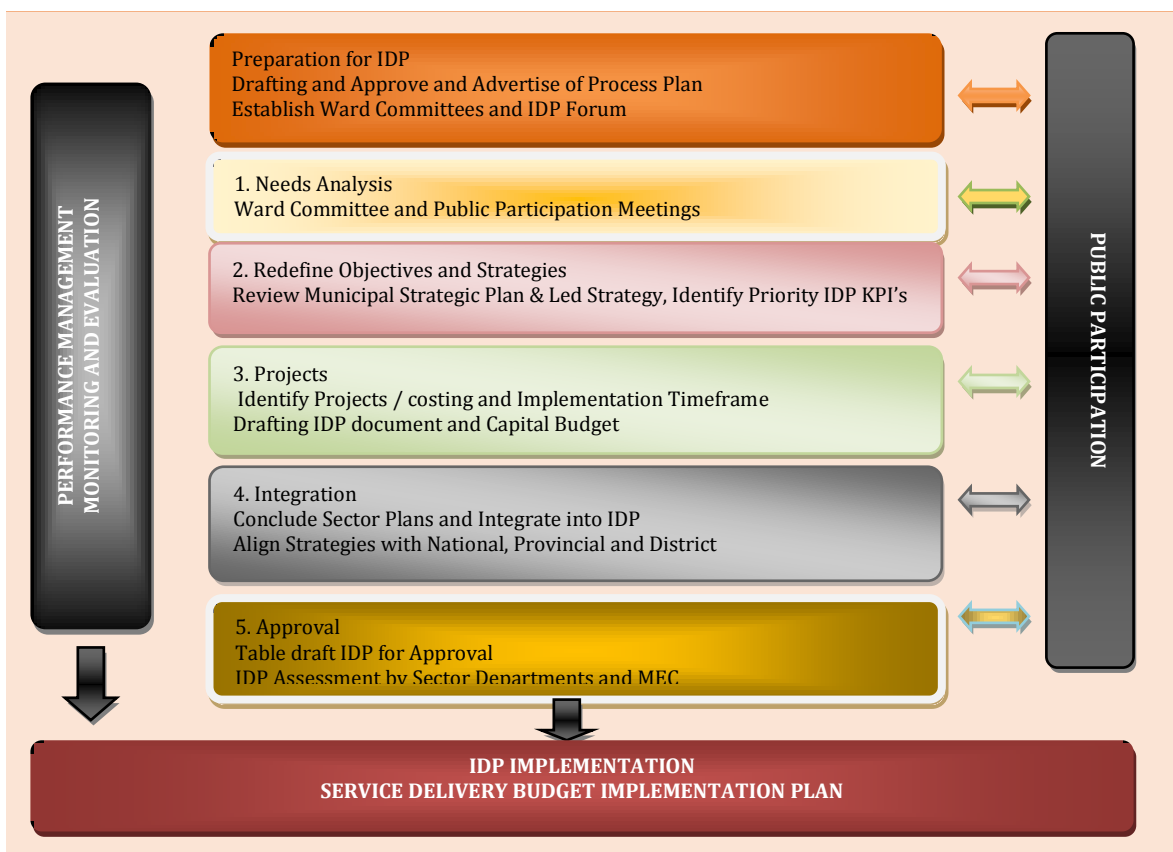 PERFORMANCE MANAGEMENT
MONITORING AND EVALUATION
Preparation for IDP
Drafting and Approve and Advertise of Process Plan
Establish Ward Committees and IDP Forum
1. Needs Analysis
Ward Committee and Public Participation Meetings
2. Redefine Objectives and Strategies
Review Municipal Strategic Plan & Led Strategy, Identify Priority IDP KPI’s
3. Projects
Identify Projects / costing and Implementation Timeframe
Drafting IDP document and Capital Budget
4. Integration
Conclude Sector Plans and Integrate into IDP
Align Strategies with National, Provincial and District
5. Approval
Table draft IDP for Approval
IDP Assessment by Sector Departments and MEC
PUBLIC PARTICIPATION
IDP IMPLEMENTATION
SERVICE DELIVERY BUDGET IMPLEMENTATION PLAN